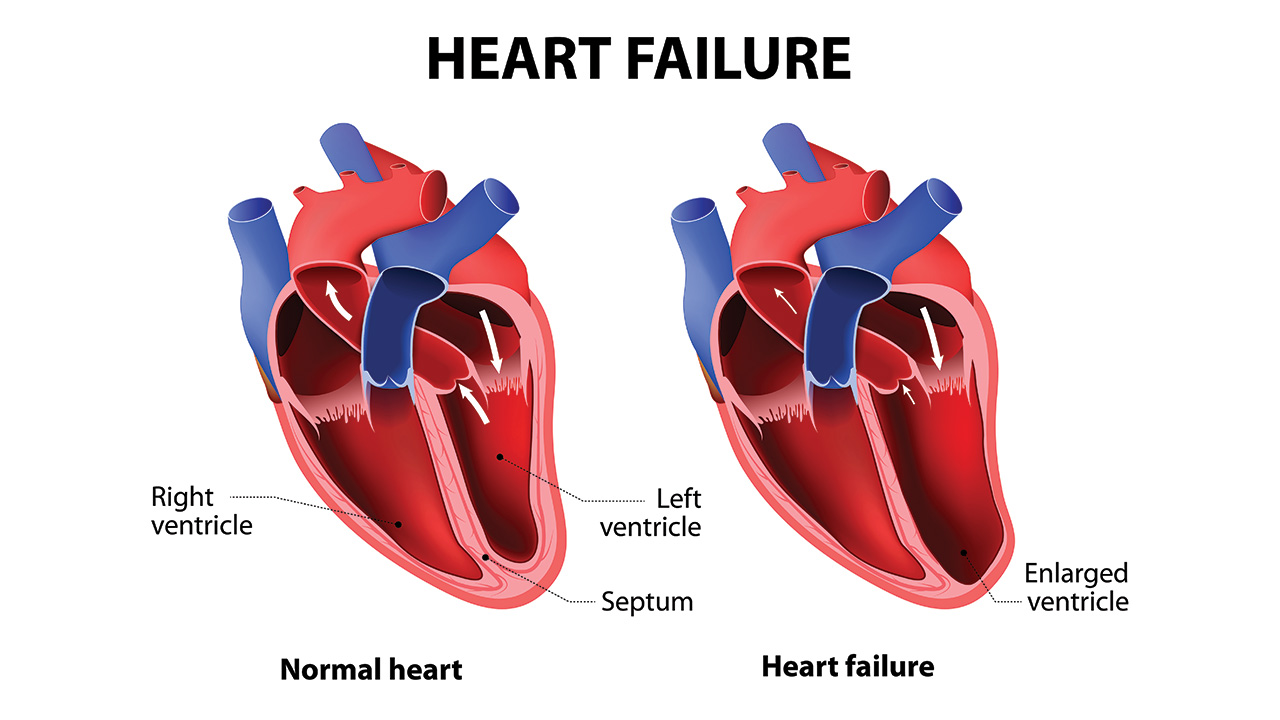 HEART FAILURE
Right
ventricle
Left
ventricle
Septum
Normal heart
Enlarged
ventricle
Heart failure